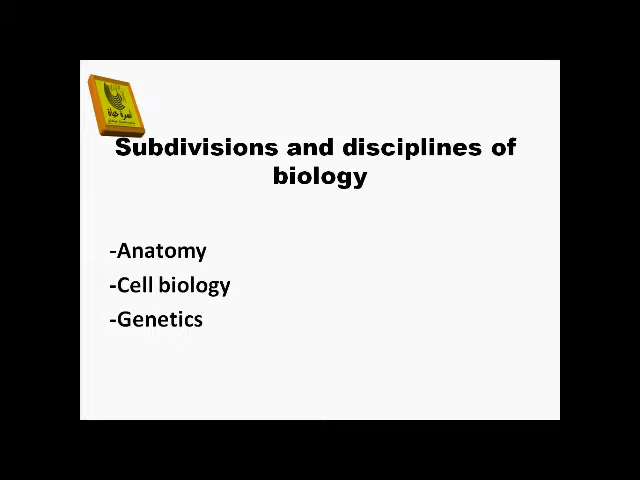 Subdivisions and disciplines of
biology
-Anatomy
-Cell biology
-Genetics